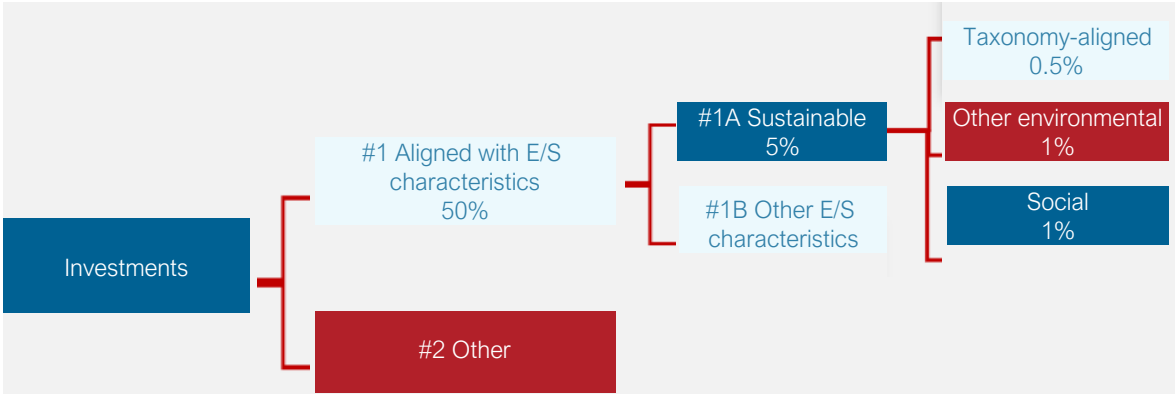 Investments
#1 Aligned with E/S
characteristics
50%
#2 Other
#1A Sustainable
5%
#1B Other E/S
characteristics
Taxonomy-aligned
0.5%
Other environmental
1%
Social
1%